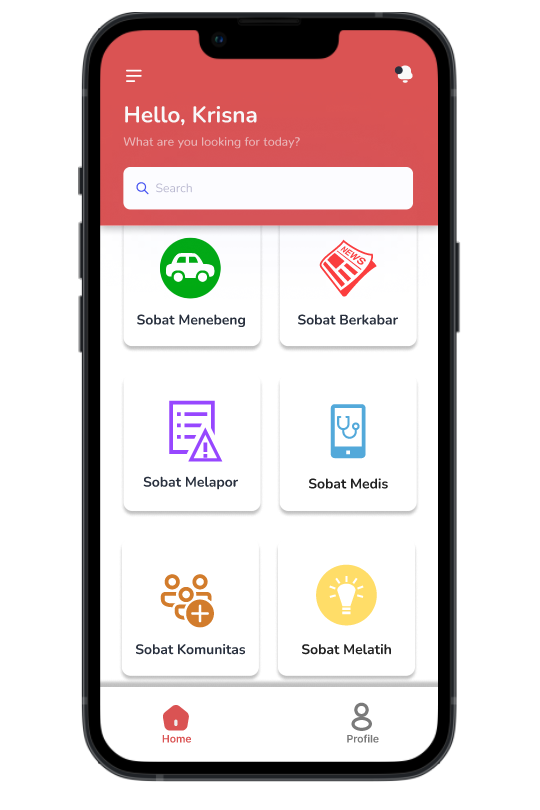 Hello, Krisna
What are you looking for today?
Search
NEWS
Sobat Menebeng
Sobat Berkabar
Sobat Melapor
Sobat Medis
Sobat Komunitas
Sobat Melatih
Home
Profile